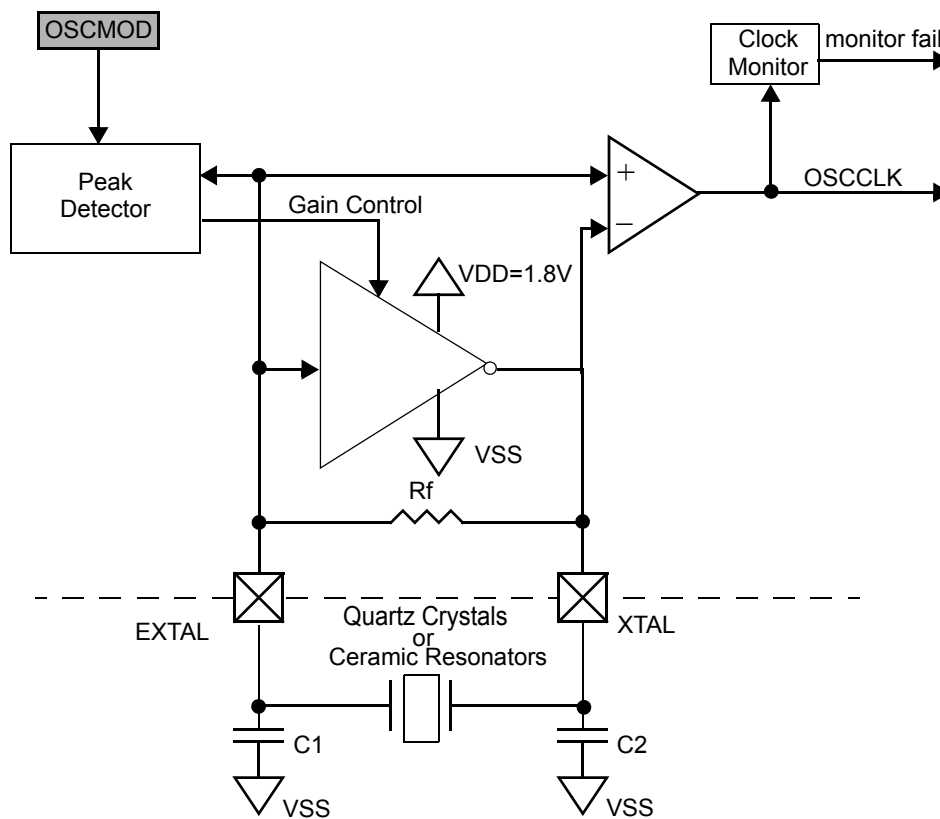 OSCMOD
Clock
Monitor
monitor fail
Peak
Detector
+
OSCCLK
Gain Control
−
VDD=1.8V
VSS
Rf
EXTAL
Quartz Crystals
or
Ceramic Resonators
XTAL
C1
C2
VSS
VSS